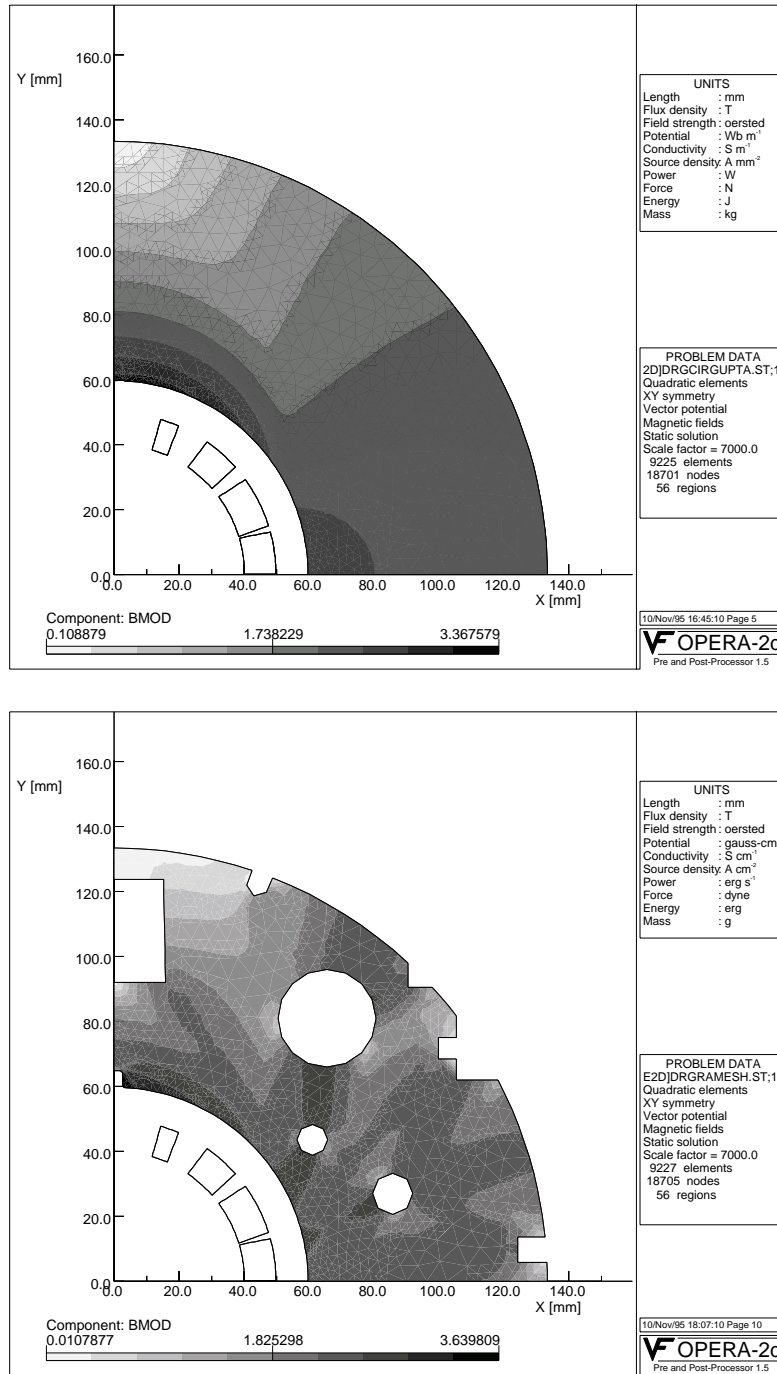 160.0
Y [mm]
140.0
120.0
100.0
80.0
60.0
40.0
20.0
0.0
0.0 20.0 40.0 60.0 80.0 100.0 120.0 140.0
X [mm]
Component: BMOD
0.108879 1.738229 3.367579
UNITS
Length : mm
Flux density : T
Field strength : oersted
Potential : Wb m⁻¹
Conductivity : S m⁻¹
Source density: A mm⁻²
Power : W
Force : N
Energy : J
Mass : kg
PROBLEM DATA
2D]DRGCIRGUPTA.ST;1
Quadratic elements
XY symmetry
Vector potential
Magnetic fields
Static solution
Scale factor = 7000.0
9225 elements
18701 nodes
56 regions
10/Nov/95 16:45:10 Page 5
VF OPERA-2d
Pre and Post-Processor 1.5
160.0
Y [mm]
140.0
120.0
100.0
80.0
60.0
40.0
20.0
0.0
0.0 20.0 40.0 60.0 80.0 100.0 120.0 140.0
X [mm]
Component: BMOD
0.0107877 1.825298 3.639809
UNITS
Length : mm
Flux density : T
Field strength : oersted
Potential : gauss-cm
Conductivity : S cm⁻¹
Source density: A cm⁻²
Power : erg s⁻¹
Force : dyne
Energy : erg
Mass : g
PROBLEM DATA
E2D]DRGRAMESH.ST;1
Quadratic elements
XY symmetry
Vector potential
Magnetic fields
Static solution
Scale factor = 7000.0
9227 elements
18705 nodes
56 regions
10/Nov/95 18:07:10 Page 10
VF OPERA-2d
Pre and Post-Processor 1.5